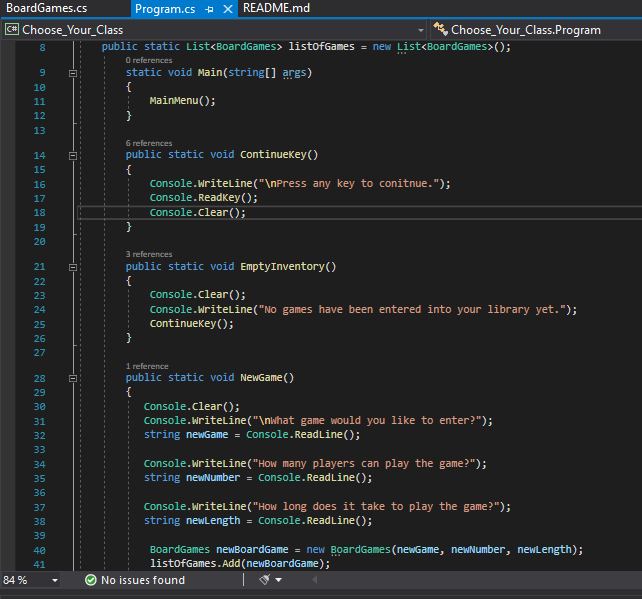 BoardGames.cs Program.cs README.md
C# Choose_Your_Class Choose_Your_Class.Program
8 public static List<BoardGames> listOfGames = new List<BoardGames>();
0 references
9 static void Main(string[] args)
10 {
11 MainMenu();
12 }
13
6 references
14 public static void ContinueKey()
15 {
16 Console.WriteLine("\nPress any key to conitnue.");
17 Console.ReadKey();
18 Console.Clear();
19 }
20
3 references
21 public static void EmptyInventory()
22 {
23 Console.Clear();
24 Console.WriteLine("No games have been entered into your library yet.");
25 ContinueKey();
26 }
27
1 reference
28 public static void NewGame()
29 {
30 Console.Clear();
31 Console.WriteLine("\nWhat game would you like to enter?");
32 string newGame = Console.ReadLine();
33
34 Console.WriteLine("How many players can play the game?");
35 string newNumber = Console.ReadLine();
36
37 Console.WriteLine("How long does it take to play the game?");
38 string newLength = Console.ReadLine();
39
40 BoardGames newBoardGame = new BoardGames(newGame, newNumber, newLength);
41 listOfGames.Add(newBoardGame);
84 % No issues found